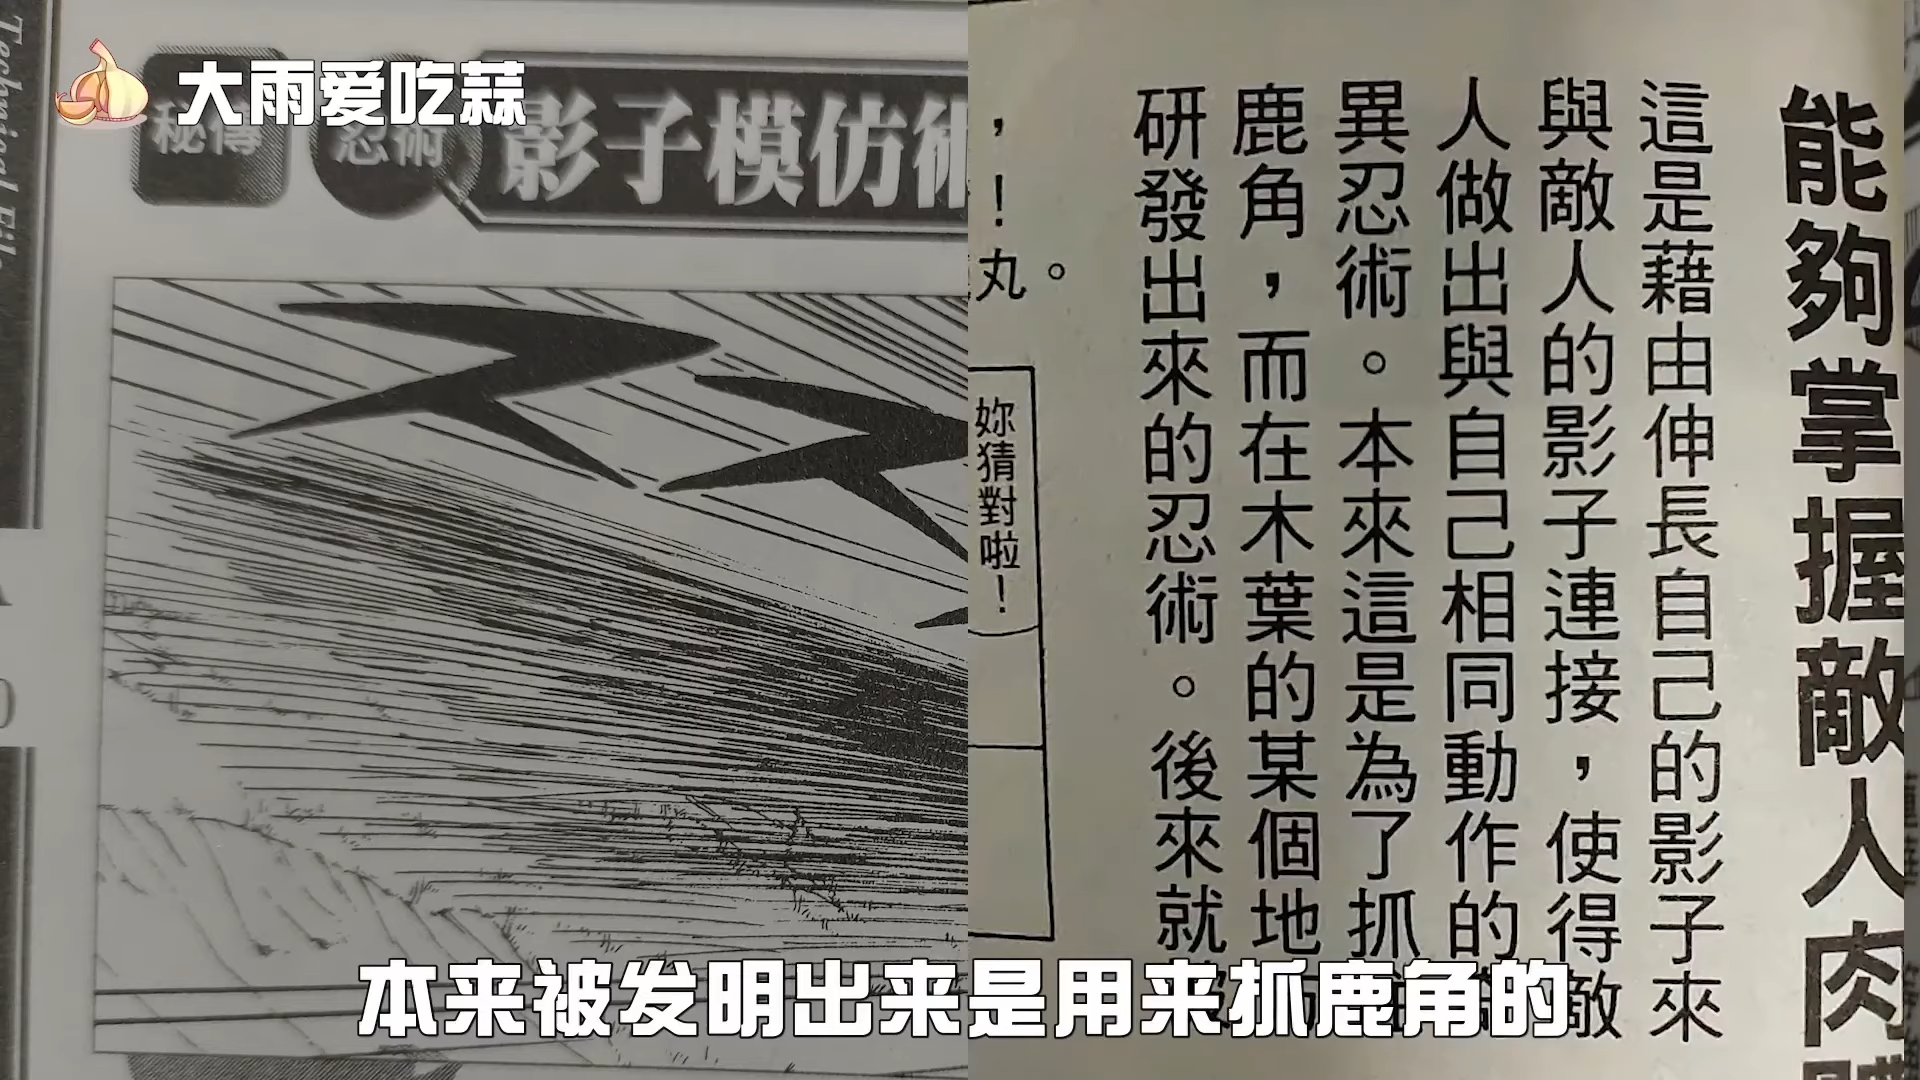 大雨爱吃蒜
秘傳
忍術
影子模仿術
Technical File
能夠掌握敵人肉
這是藉由伸長自己的影子來
與敵人的影子連接，使得敵
人做出與自己相同動作的
異忍術。本來這是為了抓
鹿角，而在木葉的某個地
研發出來的忍術。後來就
。
，！丸
妳猜對啦！
本来被发明出来是用来抓鹿角的